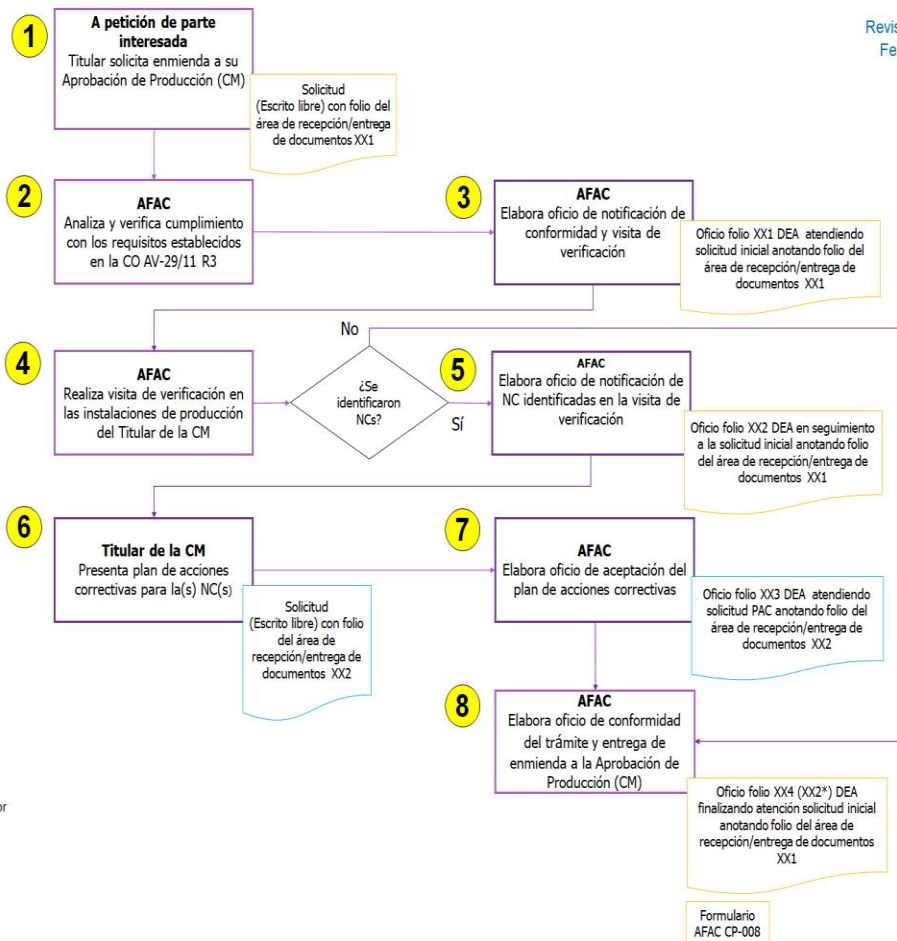 1
A petición de parte
interesada
Titular solicita enmienda a su
Aprobación de Producción (CM)
Solicitud
(Escrito libre) con folio del
área de recepción/entrega
de documentos XX1
Revis
Fe
2
AFAC
Analiza y verifica cumplimiento
con los requisitos establecidos
en la CO AV-29/11 R3
3
AFAC
Elabora oficio de notificación de
conformidad y visita de
verificación
Oficio folio XX1 DEA atendiendo
solicitud inicial anotando folio del
área de recepción/entrega de
documentos XX1
4
AFAC
Realiza visita de verificación en
las instalaciones de producción
del Titular de la CM
No
¿Se
identificaron
NCs?
Sí
5
AFAC
Elabora oficio de notificación de
NC identificadas en la visita de
verificación
Oficio folio XX2 DEA en seguimiento
a la solicitud inicial anotando folio
del área de recepción/entrega de
documentos XX1
6
Titular de la CM
Presenta plan de acciones
correctivas para la(s) NC(s)
Solicitud
(Escrito libre) con folio
del área de
recepción/entrega de
documentos XX2
7
AFAC
Elabora oficio de aceptación del
plan de acciones correctivas
Oficio folio XX3 DEA atendiendo
solicitud PAC anotando folio del
área de recepción/entrega de
documentos XX2
8
AFAC
Elabora oficio de conformidad
del trámite y entrega de
enmienda a la Aprobación de
Producción (CM)
Oficio folio XX4 (XX2*) DEA
finalizando atención solicitud inicial
anotando folio del área de
recepción/entrega de documentos
XX1
or
Formulario
AFAC CP-008